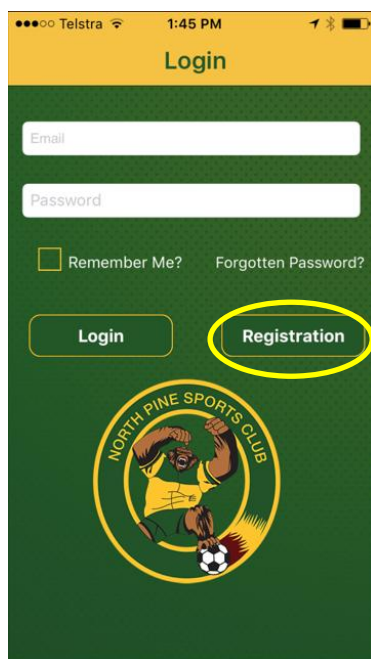 Telstra 1:45 PM
Login
Email
Password
Remember Me? Forgotten Password?
Login Registration
NORTH PINE SPORTS CLUB